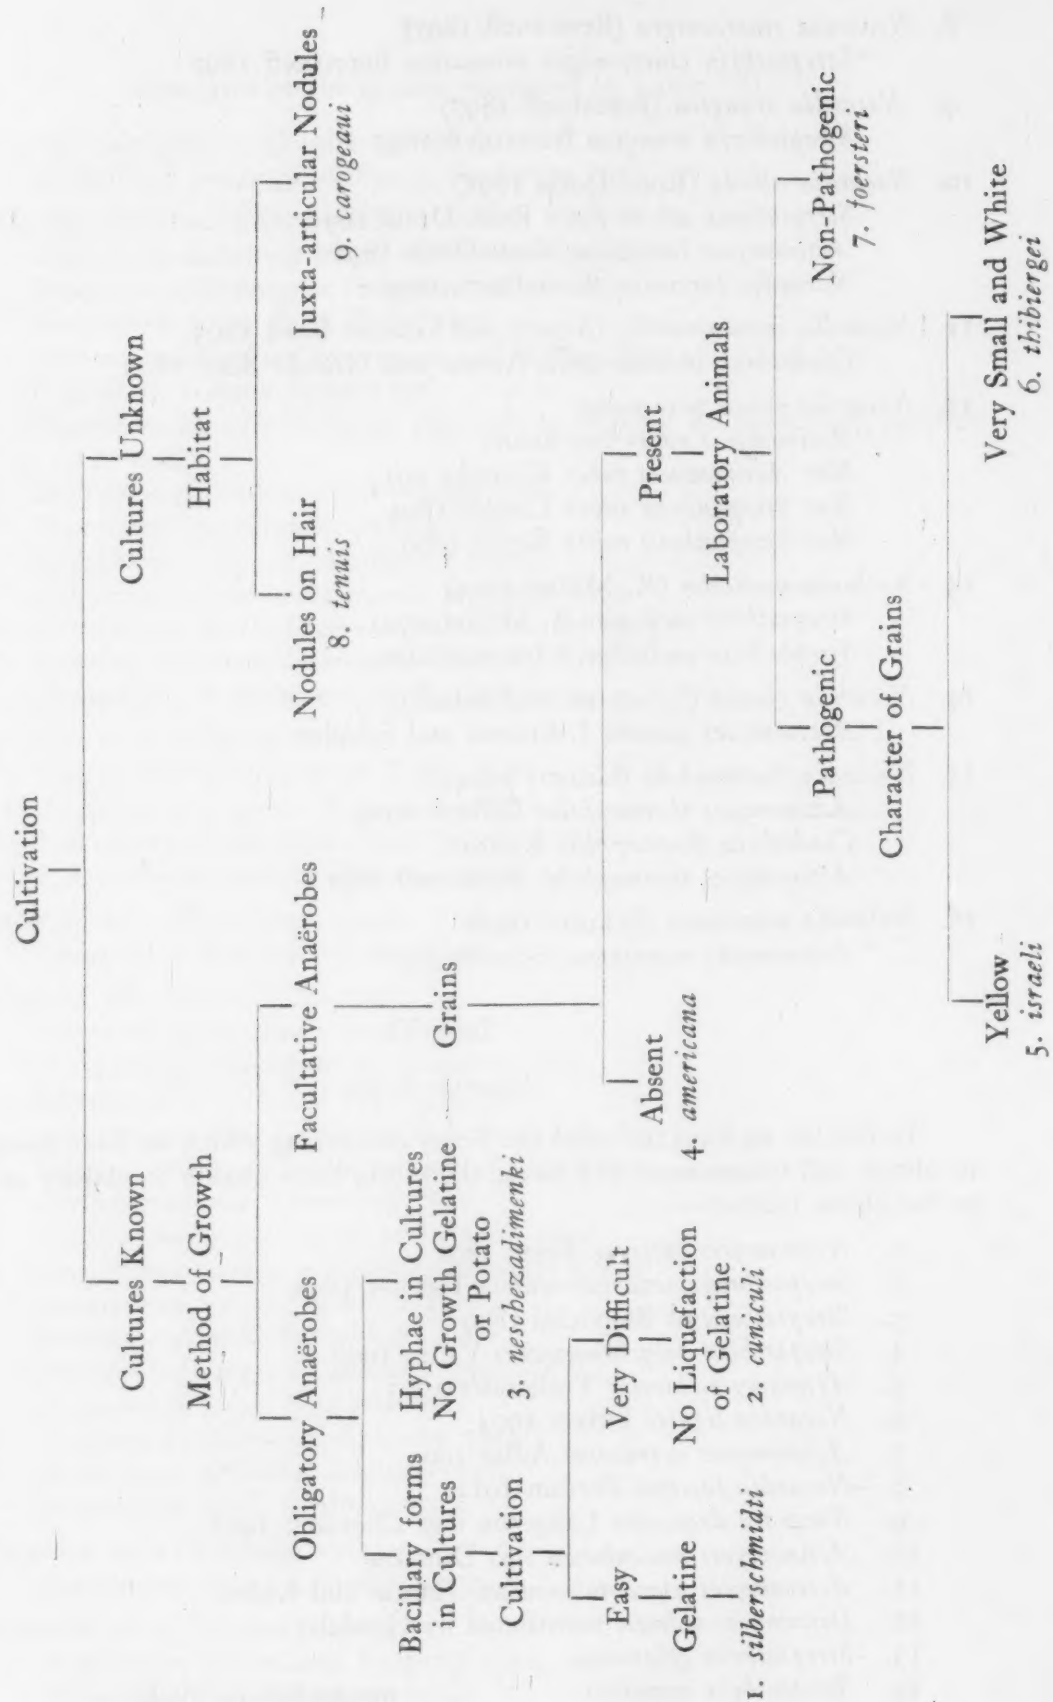 Cultivation
Cultures Known
Cultures Unknown
Method of Growth
Habitat
Obligatory Anaërobes
Facultative Anaërobes
Nodules on Hair
8. tenuis
Juxta-articular Nodules
9. carogeaui
Bacillary forms
in Cultures
Hyphae in Cultures
No Growth Gelatine
or Potato
3. neschezadimenki
Grains
Cultivation
Absent
4. americana
Present
Easy
Very Difficult
Laboratory Animals
Gelatine
1. silberschmidti
No Liquefaction
of Gelatine
2. cuniculi
Pathogenic
Non-Pathogenic
7. foersteri
Character of Grains
Yellow
5. israeli
Very Small and White
6. thibiergei